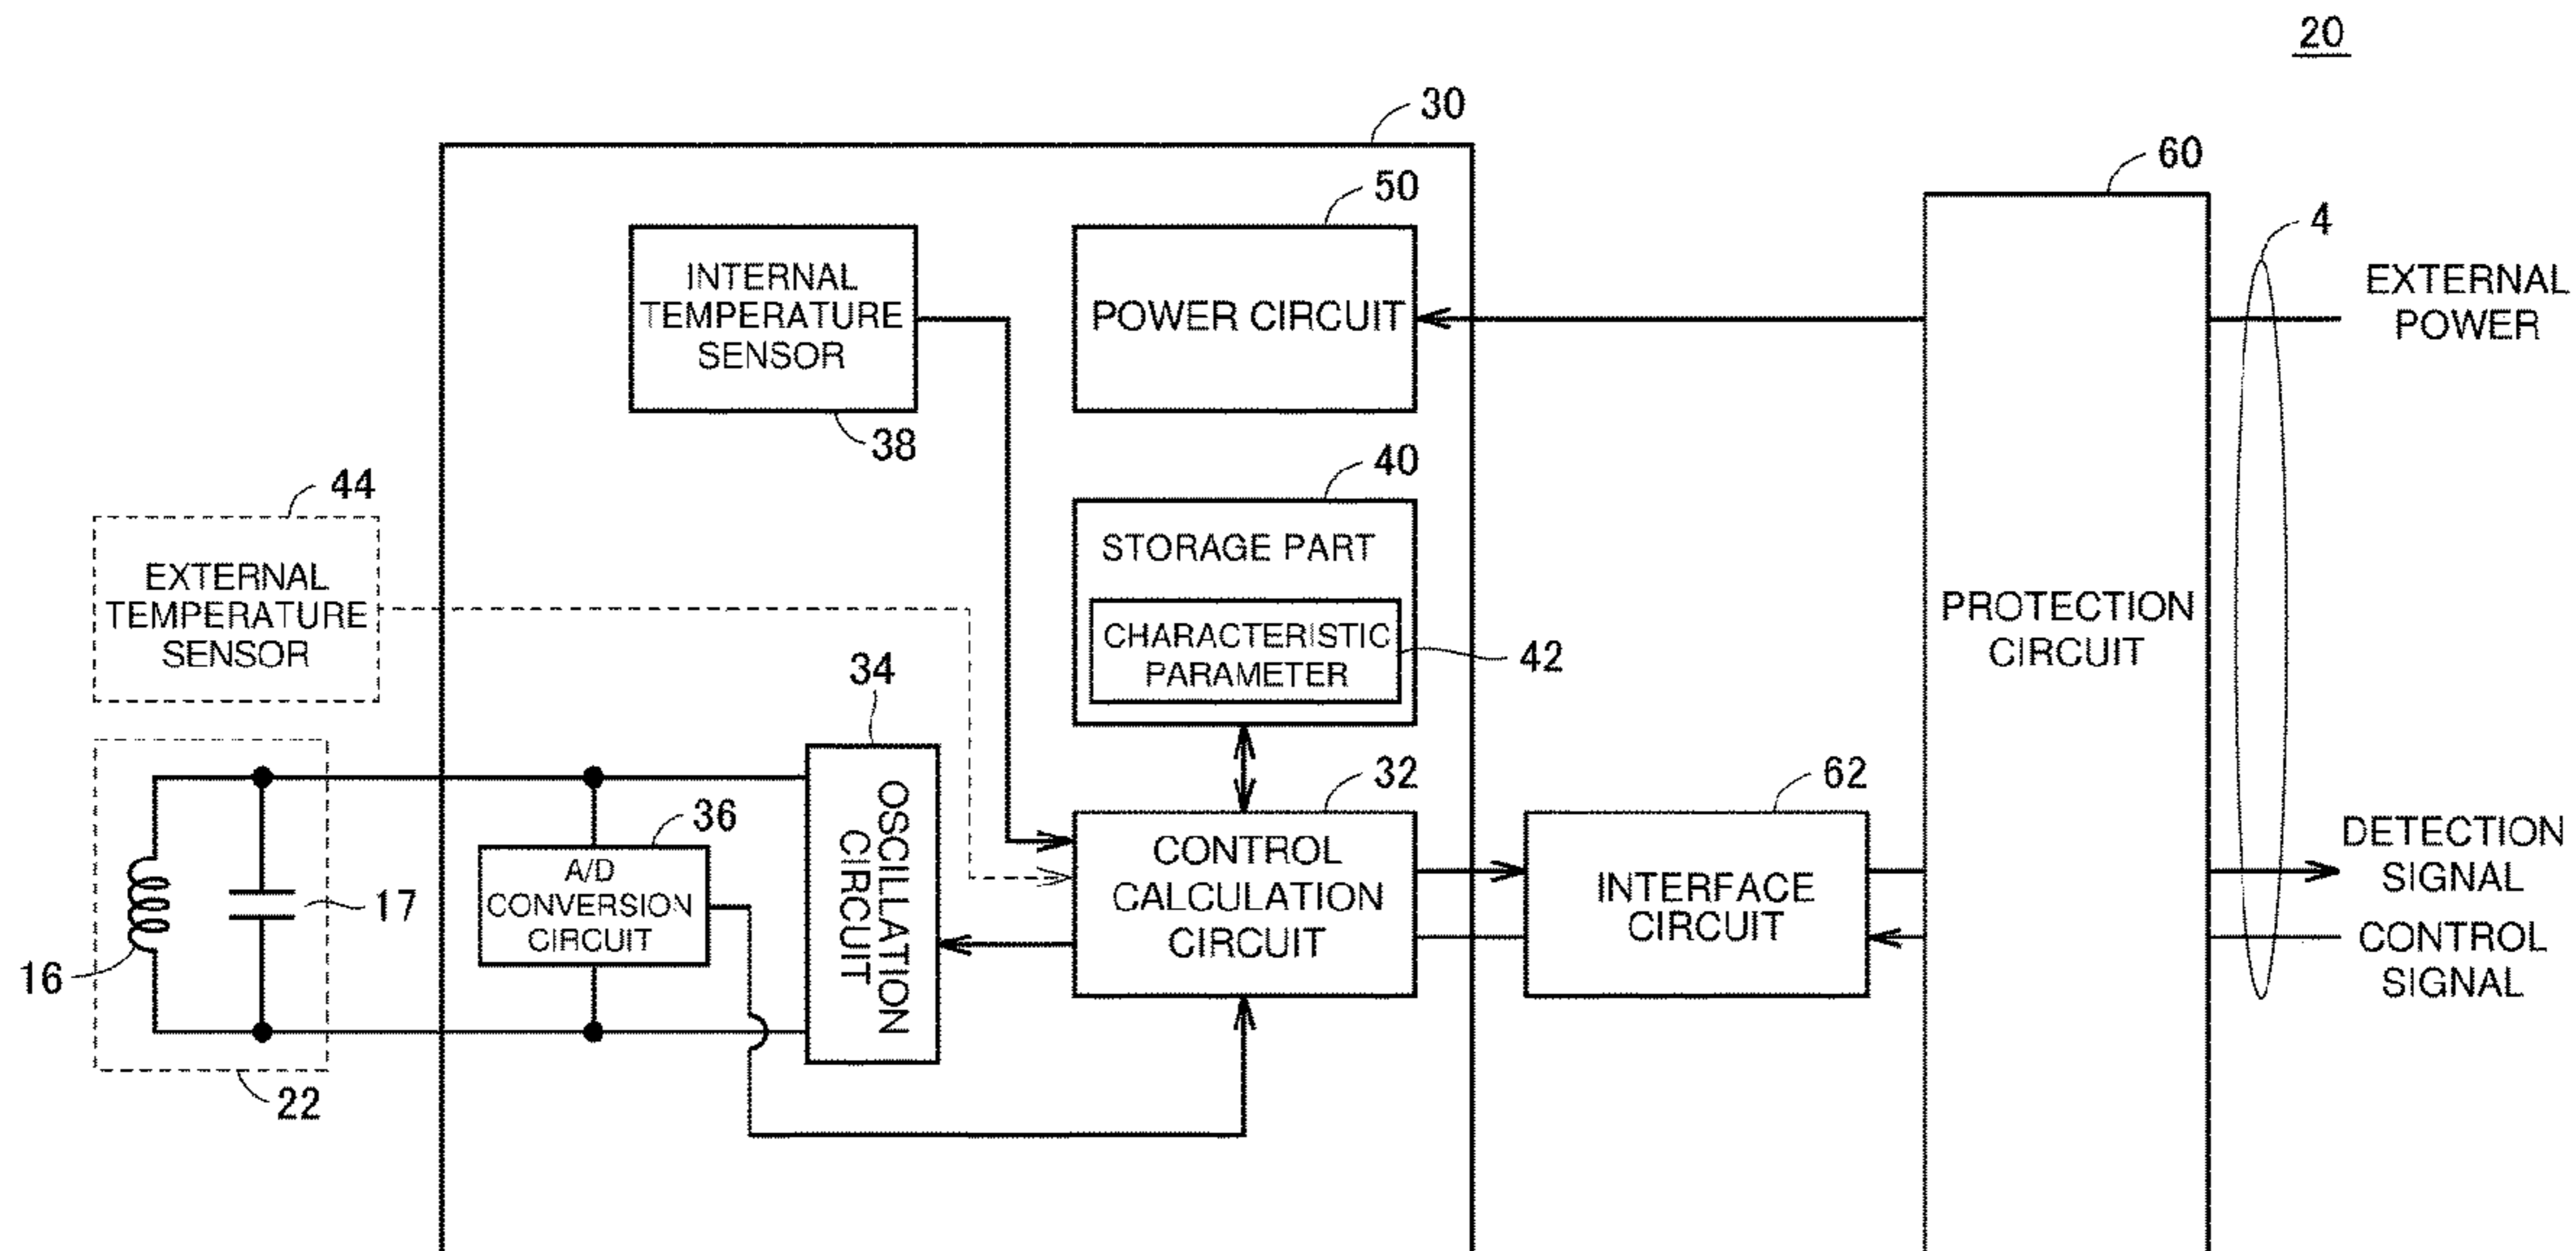 20
30
60
50
4
INTERNAL
TEMPERATURE
SENSOR
38
POWER CIRCUIT
EXTERNAL
POWER
44
EXTERNAL
TEMPERATURE
SENSOR
40
STORAGE PART
CHARACTERISTIC
PARAMETER
42
PROTECTION
CIRCUIT
34
OSCILLATION
CIRCUIT
36
A/D
CONVERSION
CIRCUIT
32
CONTROL
CALCULATION
CIRCUIT
62
INTERFACE
CIRCUIT
DETECTION
SIGNAL
CONTROL
SIGNAL
17
16
22